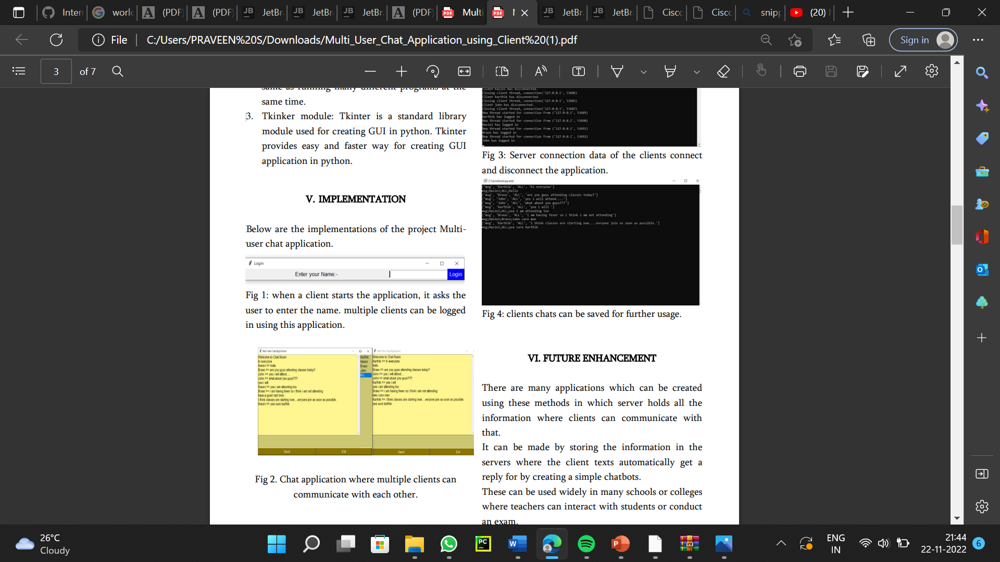 Inter
worl
(PDF)
(PDF)
JetBr
JetBr
JetBr
(PDF)
Multi
JetBr
JetBr
Cisco
Cisco
snipp
(20)
File
C:/Users/PRAVEEN%20S/Downloads/Multi_User_Chat_Application_using_Client%20(1).pdf
Sign in
3 of 7
same as running many different programs at the
same time.
3. Tkinker module: Tkinter is a standard library
module used for creating GUI in python. Tkinter
provides easy and faster way for creating GUI
application in python.
V. IMPLEMENTATION
Below are the implementations of the project Multi-
user chat application.
Login
Enter your Name:-
Login
Fig 1: when a client starts the application, it asks the
user to enter the name. multiple clients can be logged
in using this application.
Multi-User Chat Application
Welcome to Chat Room
hi everyone
Hasini >> hello
Bravo >> are you guys attending classes today?
John >> yes i will attend....
John >> what about you guys???
yea i will
Hasini >> yea i am attending too
Bravo >> i am having fever so i think i am not attending
have a good rest broo
i think classes are starting now....evryone join as soon as possible.
Hasini >> yea sure karthik
Karthik
Hasini
Bravo
John
ALL
Send
Exit
Multi-User Chat Application
Welcome to Chat Room
Karthik >> hi everyone
hello
Bravo >> are you guys attending classes today?
John >> yes i will attend....
John >> what about you guys???
Karthik >> yea i will
yea i am attending too
Bravo >> i am having fever so i think i am not attending
take care man
Karthik >> i think classes are starting now....evryone join as soon as possible.
yea sure karthik
Send
Exit
Fig 2. Chat application where multiple clients can
communicate with each other.
Client hasini has disconnected.
Closing client thread, connection('127.0.0.1', 53686)
Client karthik has disconnected.
Closing client thread, connection('127.0.0.1', 53685)
Client john has disconnected.
Closing client thread, connection('127.0.0.1', 53687)
New thread started for connection from ('127.0.0.1', 53689)
Karthik has logged in
New thread started for connection from ('127.0.0.1', 53690)
Hasini has logged in
New thread started for connection from ('127.0.0.1', 53691)
Bravo has logged in
New thread started for connection from ('127.0.0.1', 53692)
John has logged in
Fig 3: Server connection data of the clients connect
and disconnect the application.
C:\windows\py.exe
['msg', 'Karthik', 'ALL', 'hi everyone']
msg;Hasini;ALL;hello
['msg', 'Bravo', 'ALL', 'are you guys attending classes today?']
['msg', 'John', 'ALL', 'yes i will attend....']
['msg', 'John', 'ALL', 'what about you guys???']
['msg', 'Karthik', 'ALL', 'yea i will ']
msg;Hasini;ALL;yea i am attending too
['msg', 'Bravo', 'ALL', 'i am having fever so i think i am not attending']
msg;Hasini;Bravo;take care man
['msg', 'Karthik', 'ALL', 'i think classes are starting now....evryone join as soon as possible.']
msg;Hasini;ALL;yea sure karthik
Fig 4: clients chats can be saved for further usage.
VI. FUTURE ENHANCEMENT
There are many applications which can be created
using these methods in which server holds all the
information where clients can communicate with
that.
It can be made by storing the information in the
servers where the client texts automatically get a
reply for by creating a simple chatbots.
These can be used widely in many schools or colleges
where teachers can interact with students or conduct
an exam.
26°C
Cloudy
ENG
IN
21:44
22-11-2022
6